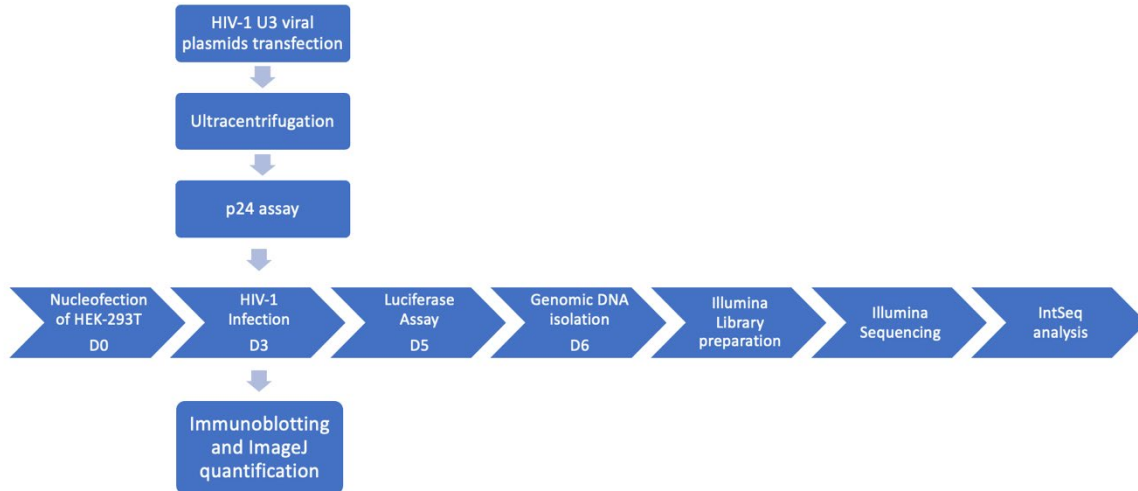 HIV-1 U3 viral
plasmids transfection
Ultracentrifugation
p24 assay
Nucleofection
of HEK-293T
D0
HIV-1
Infection
D3
Luciferase
Assay
D5
Genomic DNA
isolation
D6
Illumina
Library
preparation
Illumina
Sequencing
IntSeq
analysis
Immunoblotting
and ImageJ
quantification